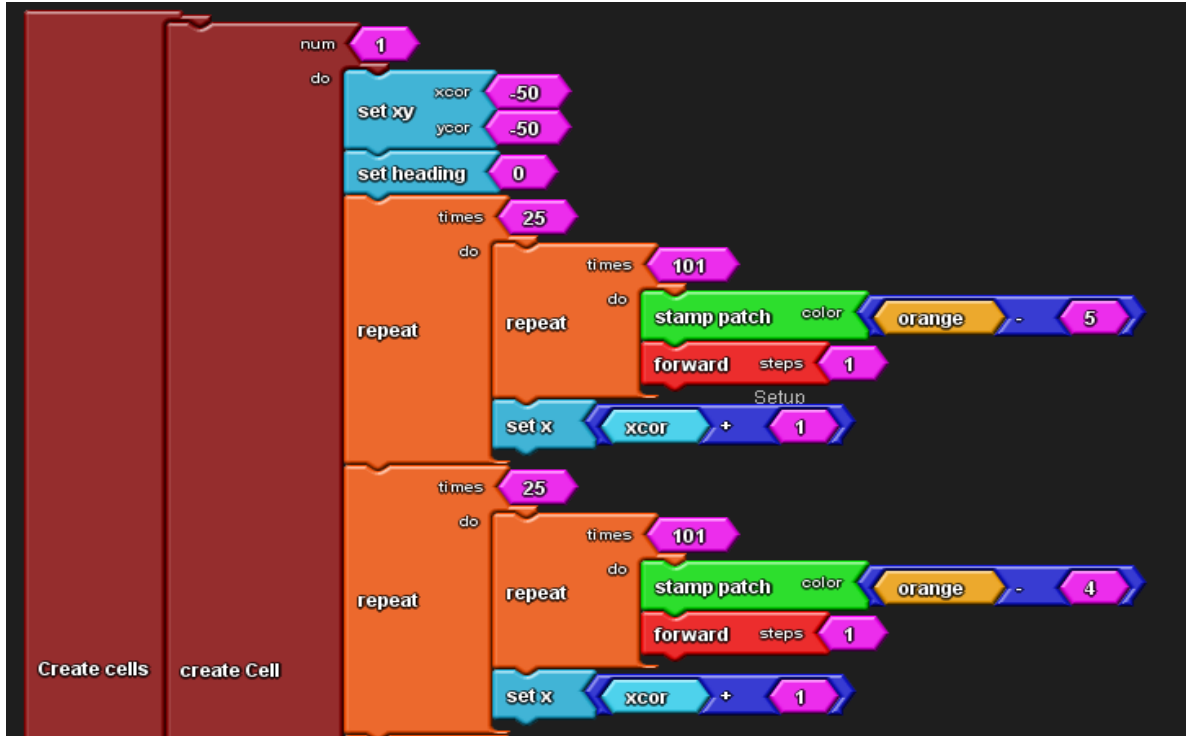 num 1
do
set xy xcor -50
ycor -50
set heading 0
times 25
do
times 101
do
repeat repeat stamp patch color orange - 5
forward steps 1
Setup
set x xcor + 1
times 25
do
times 101
do
repeat repeat stamp patch color orange - 4
forward steps 1
Create cells create Cell
set x xcor + 1